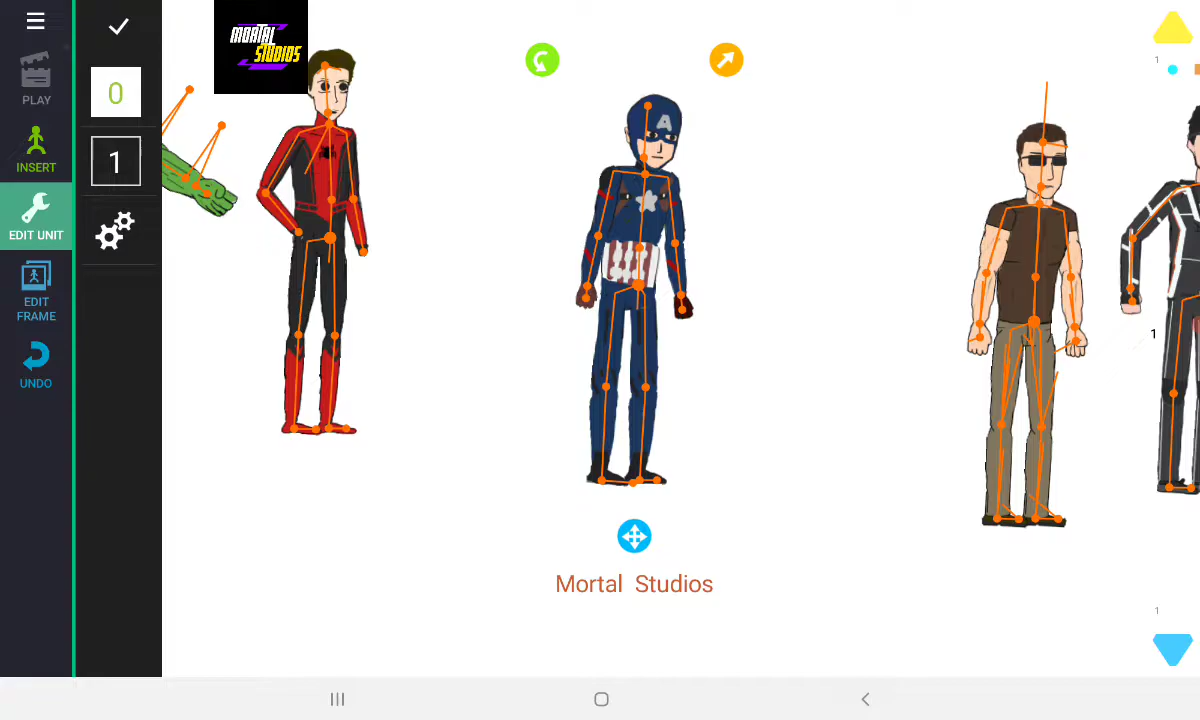 PLAY
INSERT
EDIT UNIT
EDIT
FRAME
UNDO
0
1
MORTAL
STUDIOS
A
Mortal Studios
1
1
1